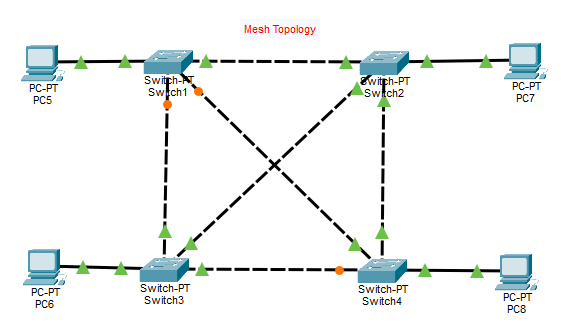 Mesh Topology
Switch-PT
Switch1
Switch-PT
Switch2
PC-PT
PC5
PC-PT
PC7
Switch-PT
Switch3
Switch-PT
Switch4
PC-PT
PC6
PC-PT
PC8